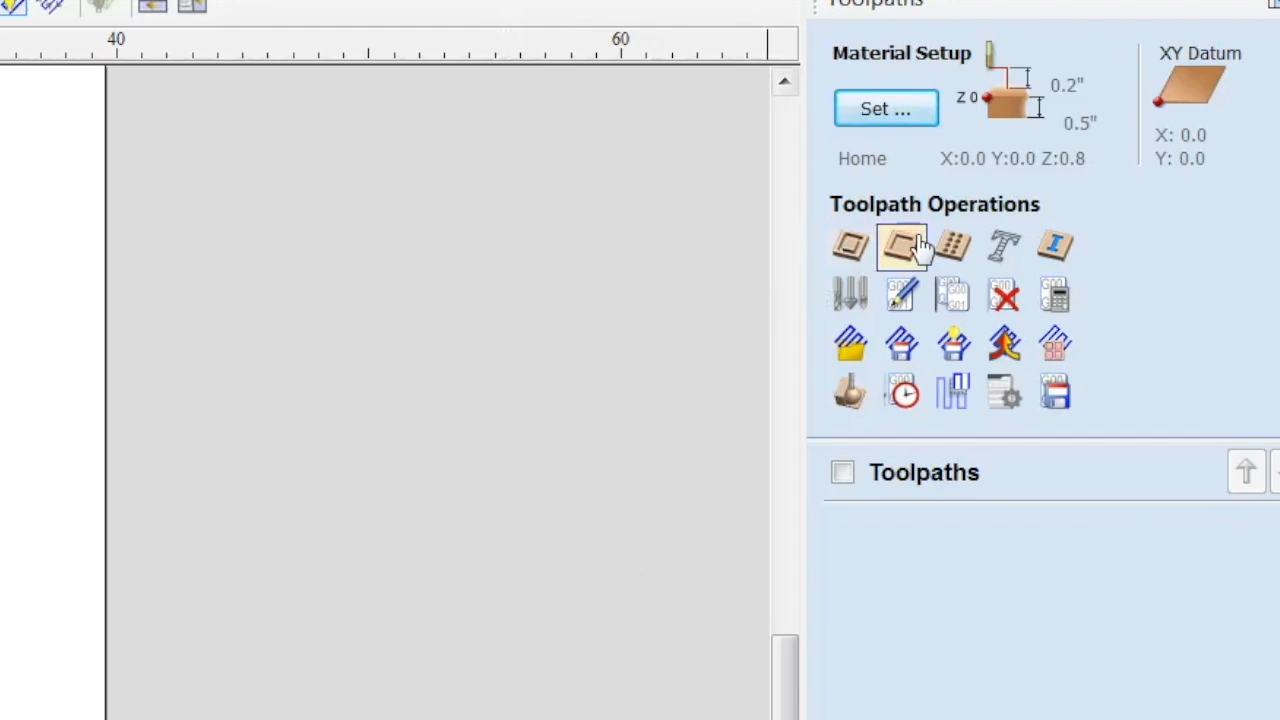 Toolpaths
40
60
Material Setup
XY Datum
0.2"
Z 0
Set ...
0.5"
X: 0.0
Home
X:0.0 Y:0.0 Z:0.8
Y: 0.0
Toolpath Operations
Toolpaths